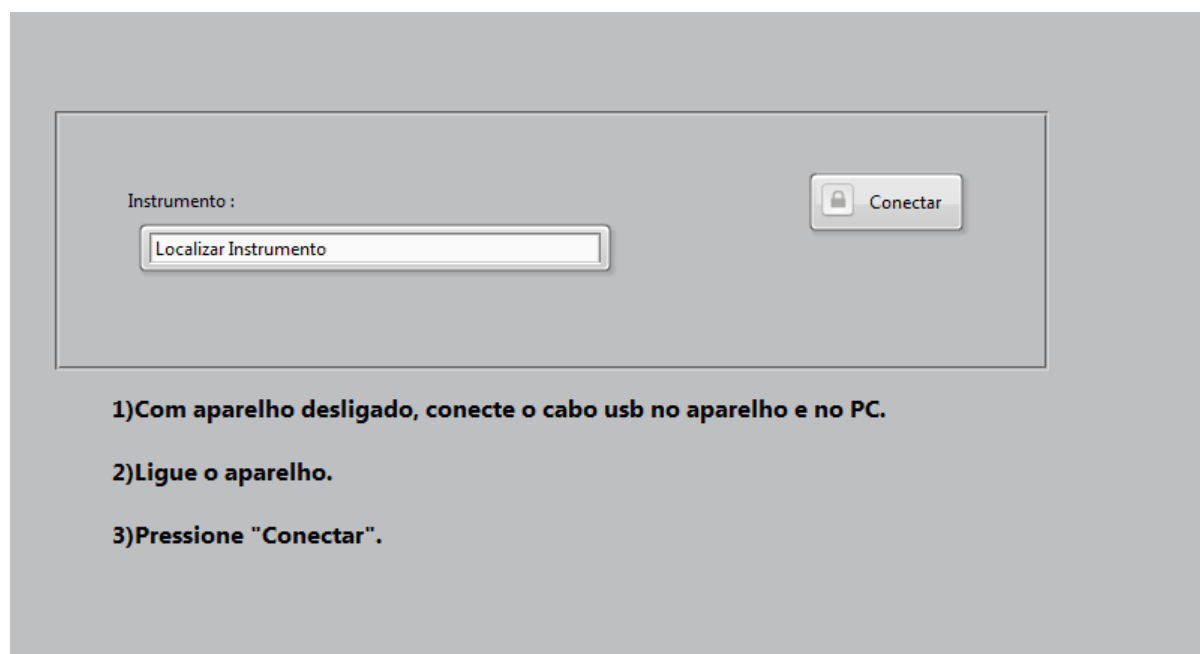 Instrumento :
Conectar
Localizar Instrumento
1)Com aparelho desligado, conecte o cabo usb no aparelho e no PC.
2)Ligue o aparelho.
3)Pressione "Conectar".